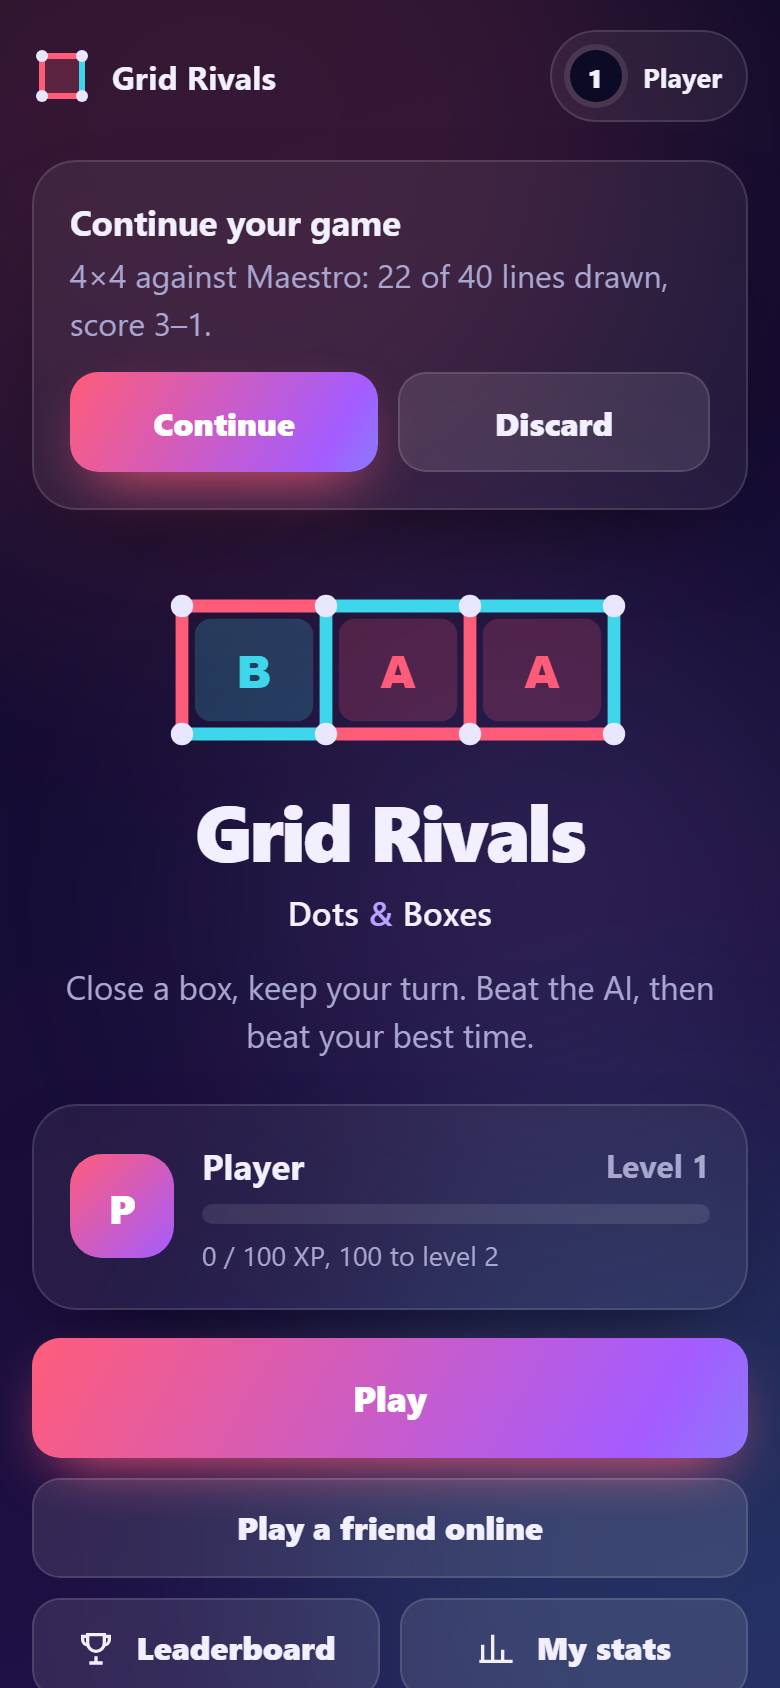 Grid Rivals
1 Player
Continue your game
4×4 against Maestro: 22 of 40 lines drawn,
score 3–1.
Continue
Discard
B A A
Grid Rivals
Dots & Boxes
Close a box, keep your turn. Beat the AI, then
beat your best time.
P
Player
Level 1
0 / 100 XP, 100 to level 2
Play
Play a friend online
Leaderboard
My stats